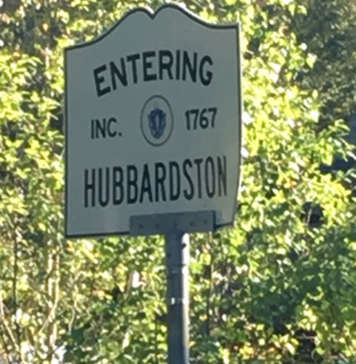 ENTERING
INC. 1767
HUBBARDSTON